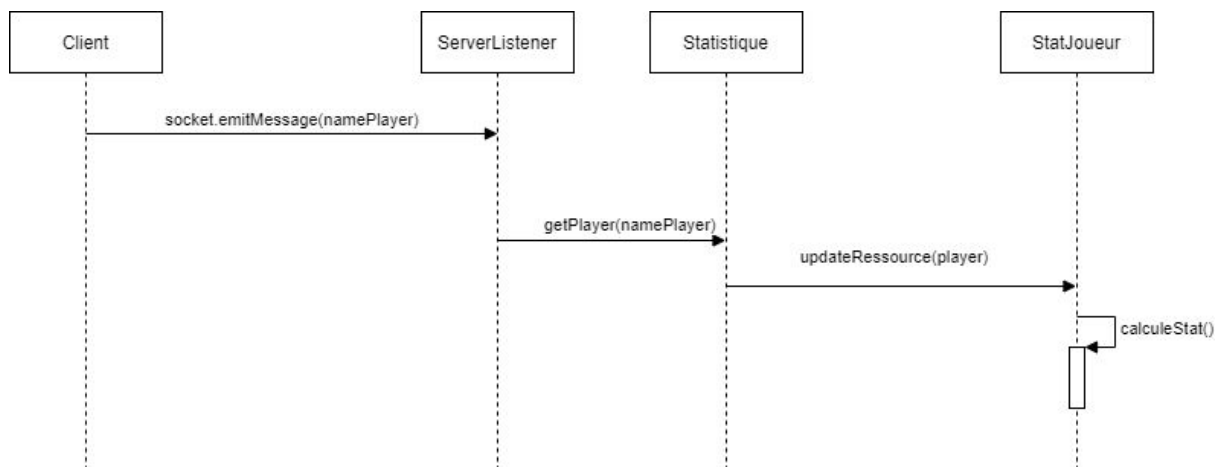 Client
ServerListener
Statistique
StatJoueur
socket.emitMessage(namePlayer)
getPlayer(namePlayer)
updateRessource(player)
calculeStat()